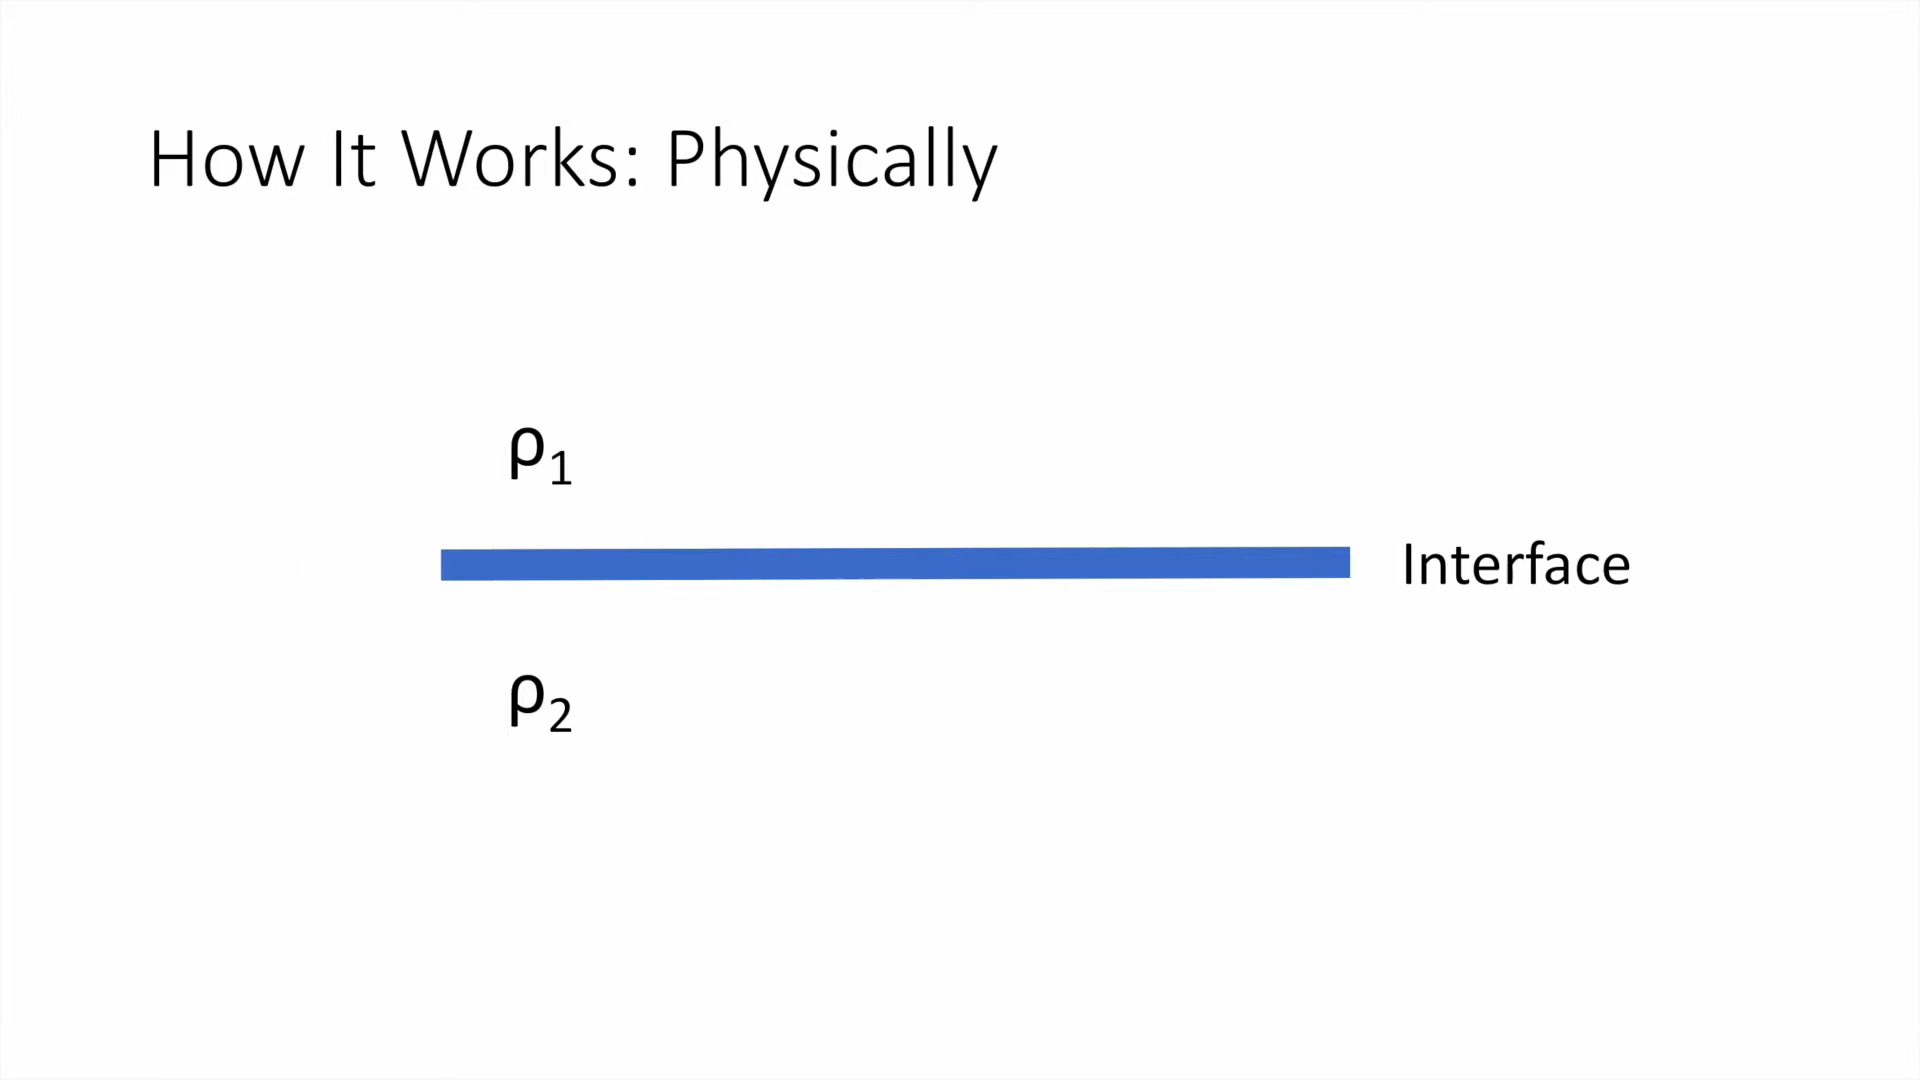 How It Works: Physically
ρ₁
Interface
ρ₂